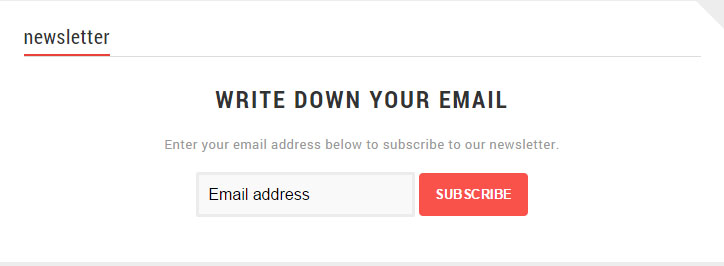 newsletter
WRITE DOWN YOUR EMAIL
Enter your email address below to subscribe to our newsletter.
Email address
SUBSCRIBE